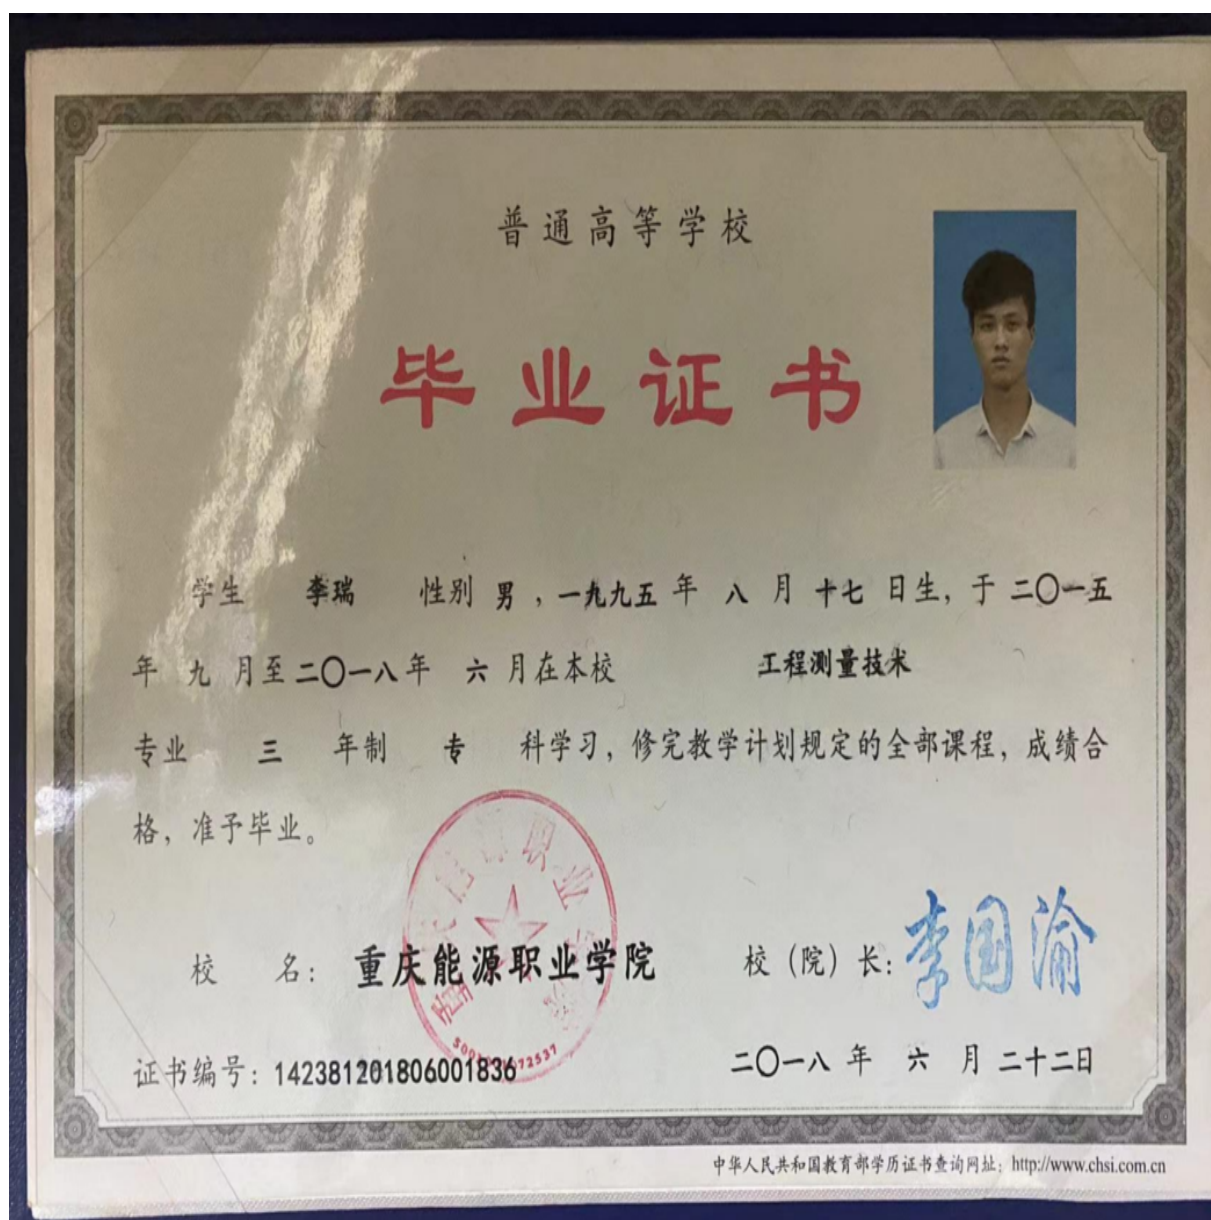 普通高等学校
毕业证书
学生 李瑞 性别 男，一九九五 年 八 月 十七 日生，于 二〇一五
年 九 月至 二〇一八 年 六 月在本校 工程测量技术
专业 三 年制 专 科学习，修完教学计划规定的全部课程，成绩合
格，准予毕业。
校 名：重庆能源职业学院 校（院）长：李国渝
证书编号：142381201806001836 二〇一八 年 六 月 二十二日
中华人民共和国教育部学历证书查询网址：http://www.chsi.com.cn